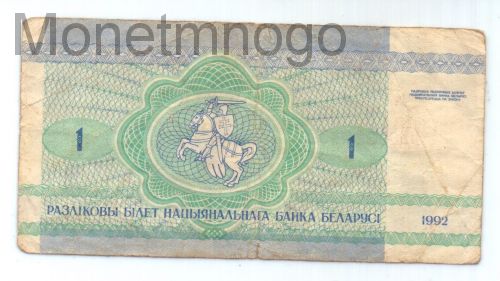 Monetmnogo
1 1
РАЗЛІКОВЫ БІЛЕТ НАЦЫЯНАЛЬНАГА БАНКА БЕЛАРУСІ 1992